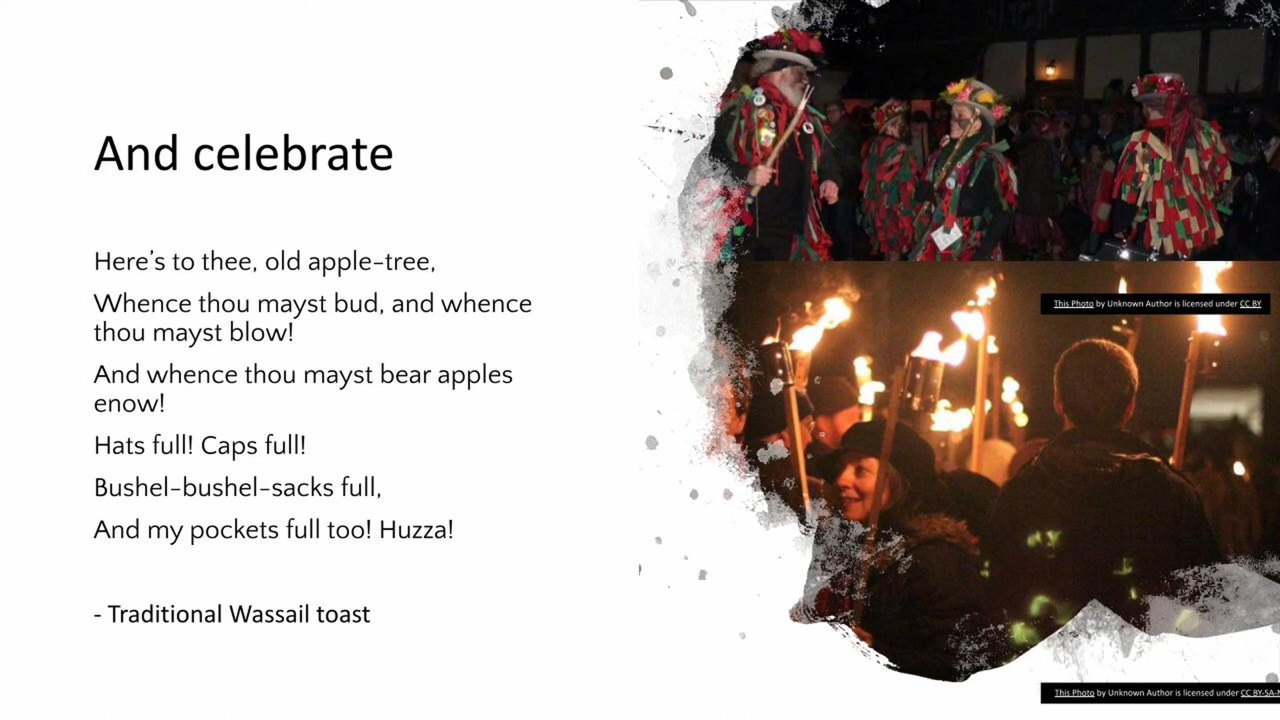 And celebrate
Here’s to thee, old apple-tree,
Whence thou mayst bud, and whence
thou mayst blow!
And whence thou mayst bear apples
enow!
Hats full! Caps full!
Bushel-bushel-sacks full,
And my pockets full too! Huzza!
- Traditional Wassail toast
This Photo by Unknown Author is licensed under CC BY
This Photo by Unknown Author is licensed under CC BY-SA-N